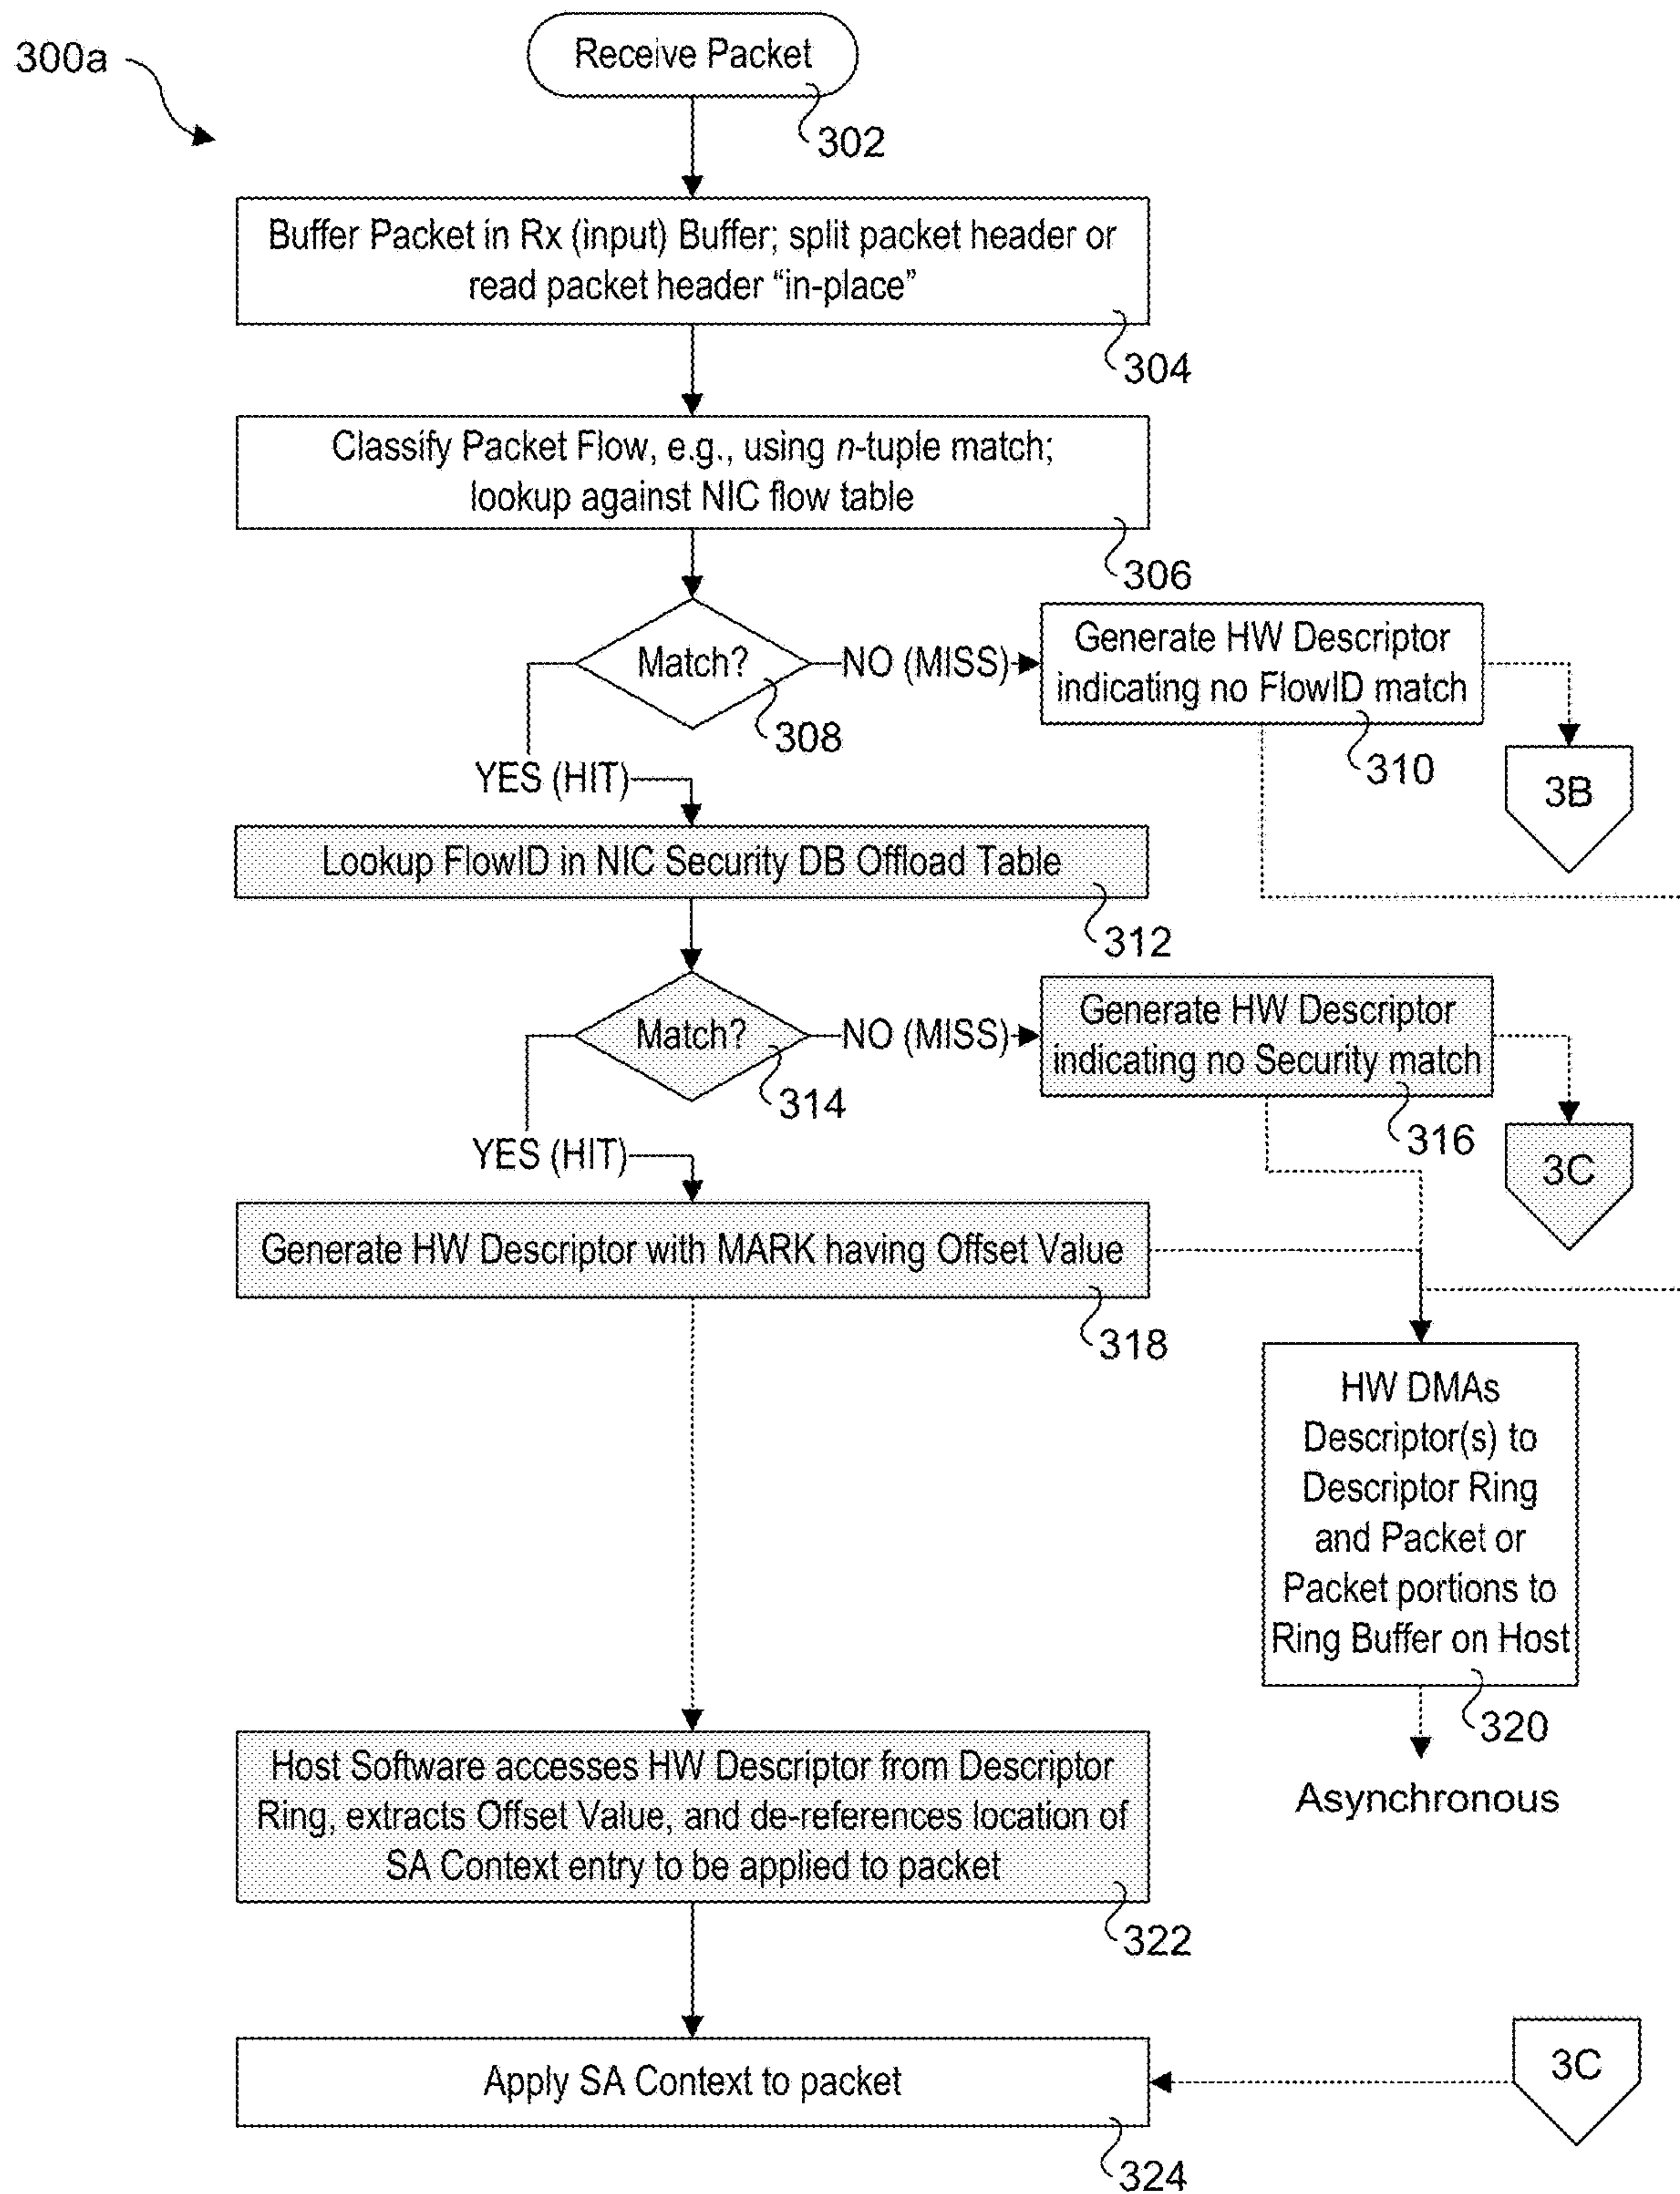 300a
Receive Packet
302
Buffer Packet in Rx (input) Buffer; split packet header or
read packet header “in-place”
304
Classify Packet Flow, e.g., using n-tuple match;
lookup against NIC flow table
306
Match?
308
NO (MISS)
Generate HW Descriptor
indicating no FlowID match
310
3B
YES (HIT)
Lookup FlowID in NIC Security DB Offload Table
312
Match?
314
NO (MISS)
Generate HW Descriptor
indicating no Security match
316
3C
YES (HIT)
Generate HW Descriptor with MARK having Offset Value
318
HW DMAs
Descriptor(s) to
Descriptor Ring
and Packet or
Packet portions to
Ring Buffer on Host
320
Asynchronous
Host Software accesses HW Descriptor from Descriptor
Ring, extracts Offset Value, and de-references location of
SA Context entry to be applied to packet
322
Apply SA Context to packet
324
3C